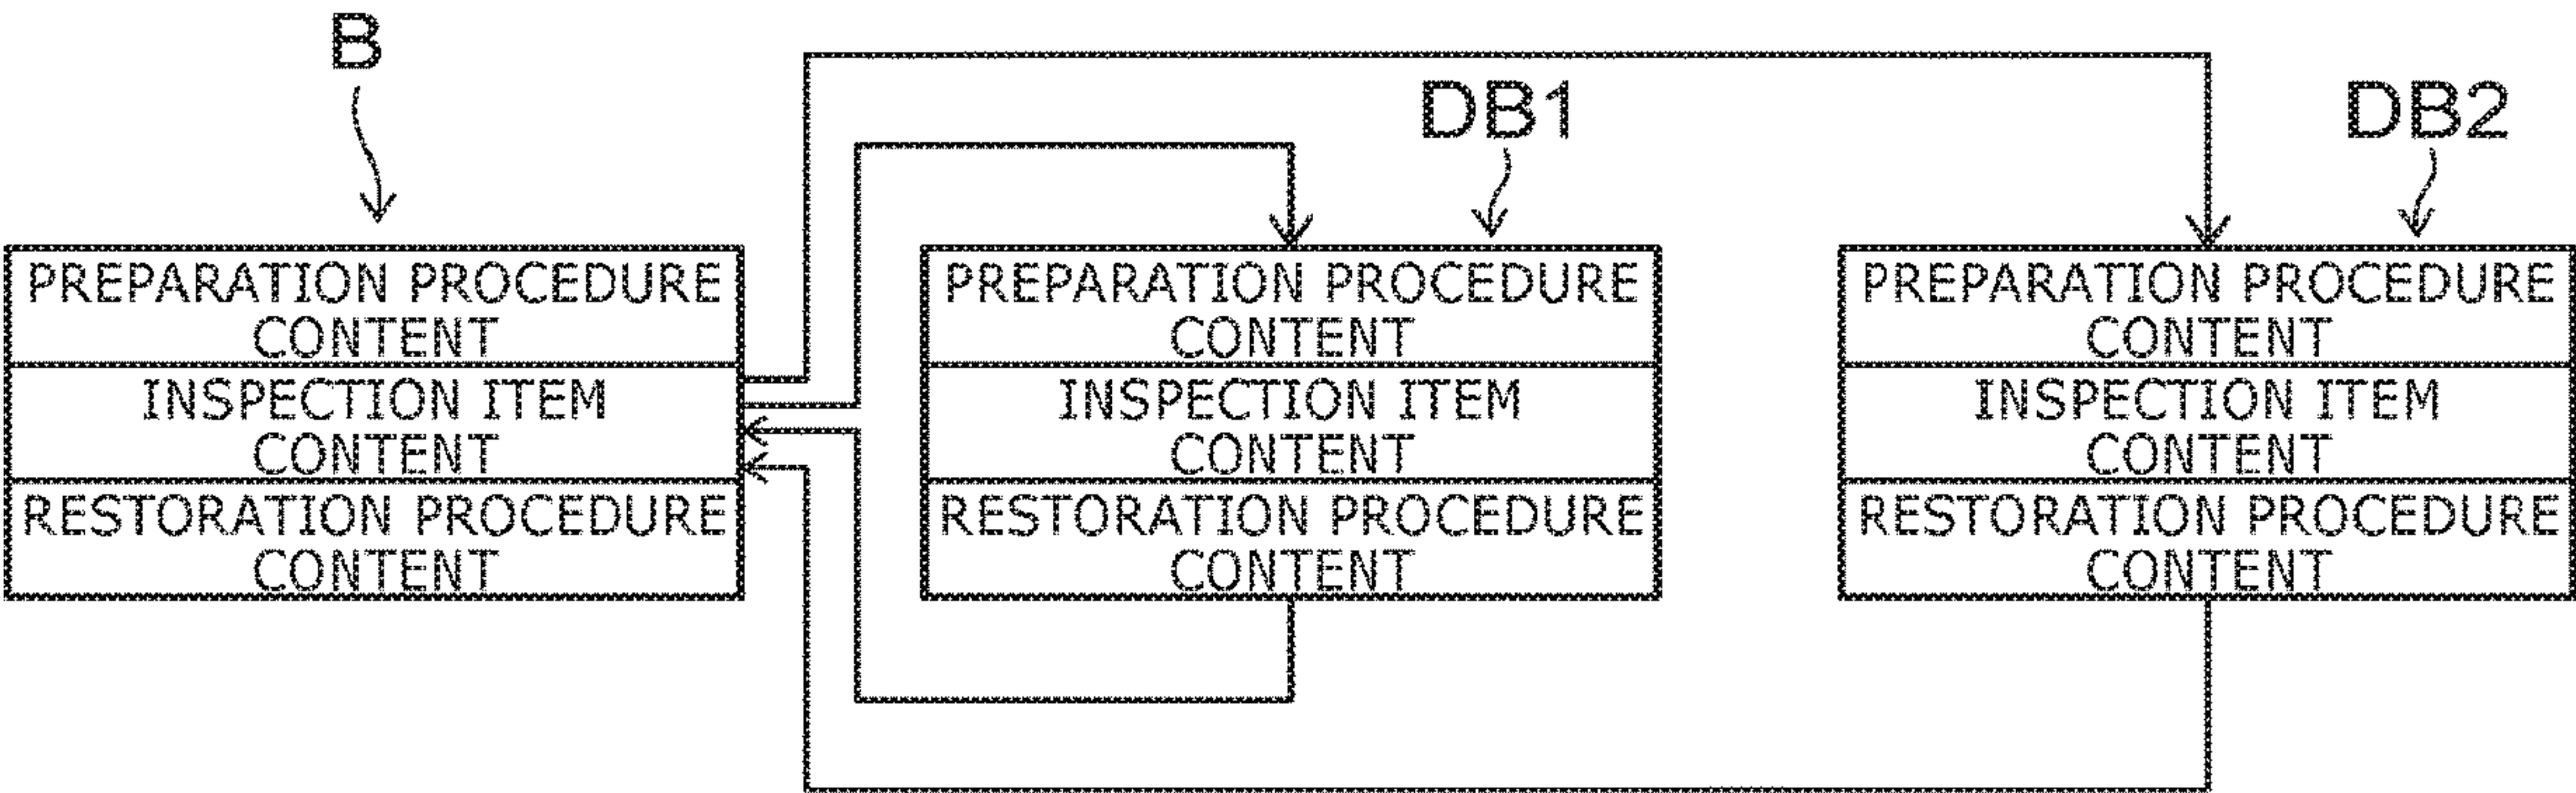 B
DB1
DB2
PREPARATION PROCEDURE
CONTENT
INSPECTION ITEM
CONTENT
RESTORATION PROCEDURE
CONTENT
PREPARATION PROCEDURE
CONTENT
INSPECTION ITEM
CONTENT
RESTORATION PROCEDURE
CONTENT
PREPARATION PROCEDURE
CONTENT
INSPECTION ITEM
CONTENT
RESTORATION PROCEDURE
CONTENT